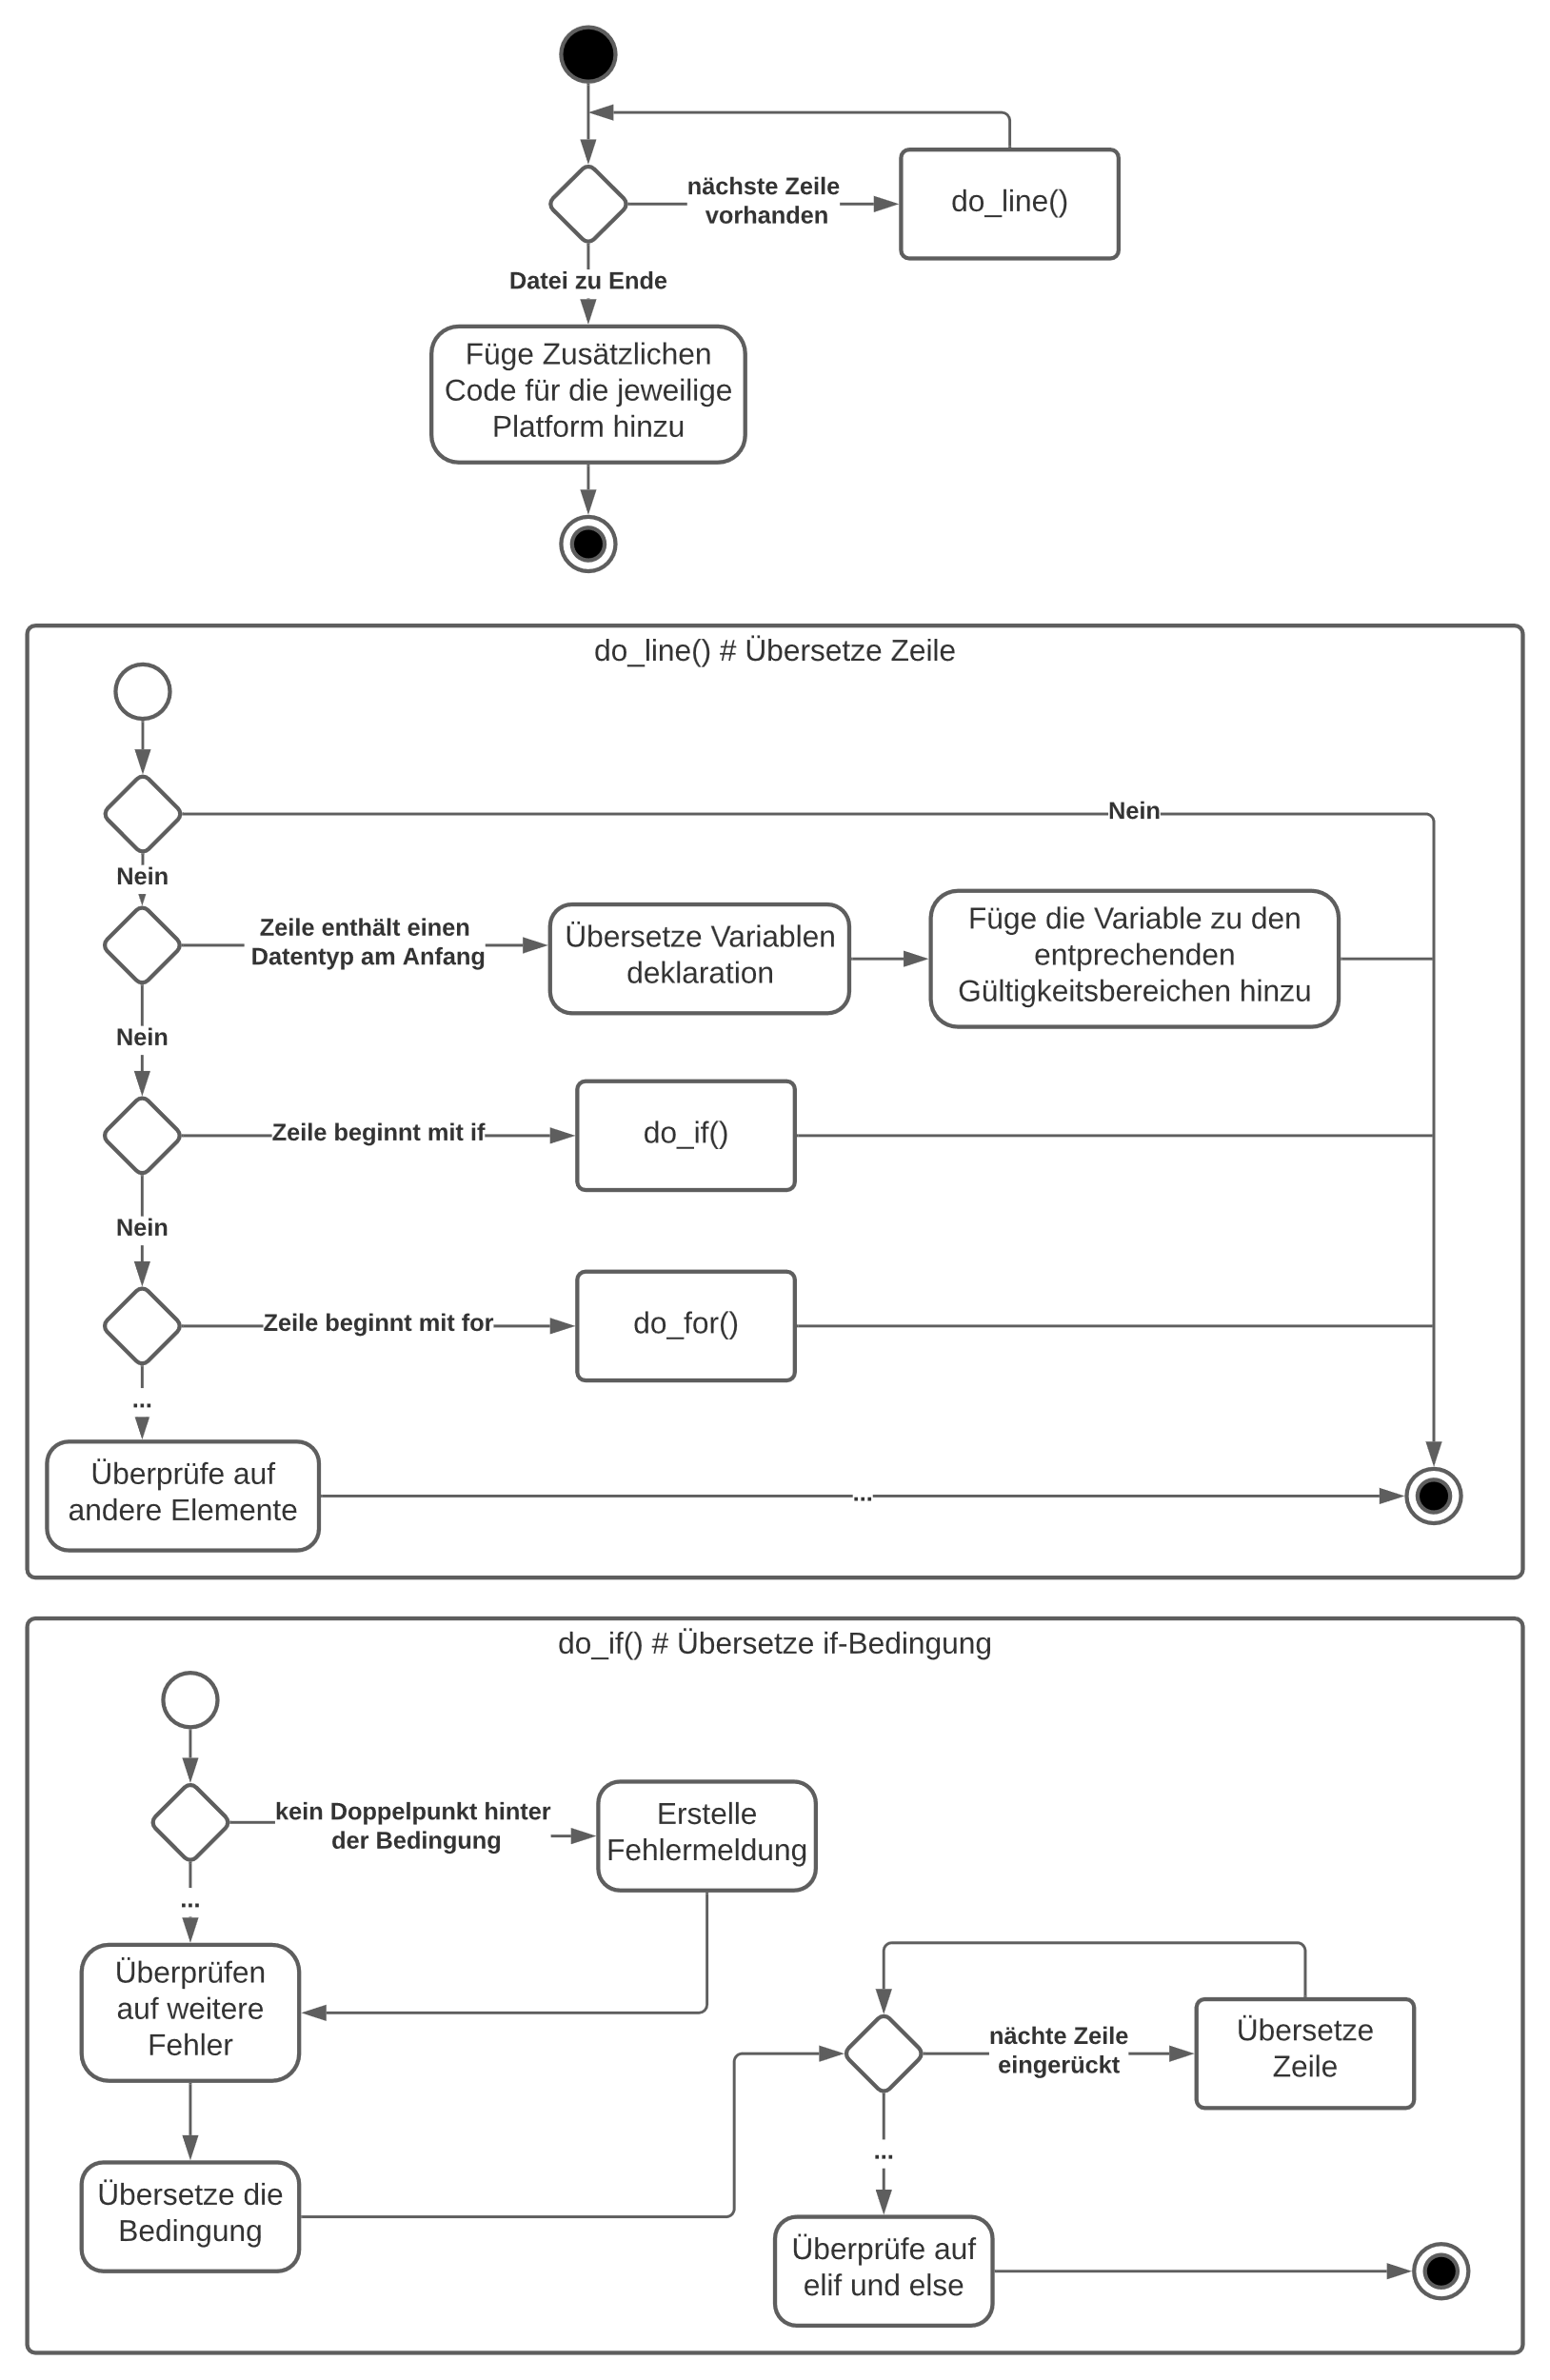 nächste Zeile
vorhanden
do_line()
Datei zu Ende
Füge Zusätzlichen
Code für die jeweilige
Platform hinzu
do_line() # Übersetze Zeile
Nein
Nein
Zeile enthält einen
Datentyp am Anfang
Übersetze Variablen
deklaration
Füge die Variable zu den
entprechenden
Gültigkeitsbereichen hinzu
Nein
Zeile beginnt mit if
do_if()
Nein
Zeile beginnt mit for
do_for()
...
Überprüfe auf
andere Elemente
...
do_if() # Übersetze if-Bedingung
kein Doppelpunkt hinter
der Bedingung
Erstelle
Fehlermeldung
...
Überprüfen
auf weitere
Fehler
nächte Zeile
eingerückt
Übersetze
Zeile
...
Übersetze die
Bedingung
Überprüfe auf
elif und else